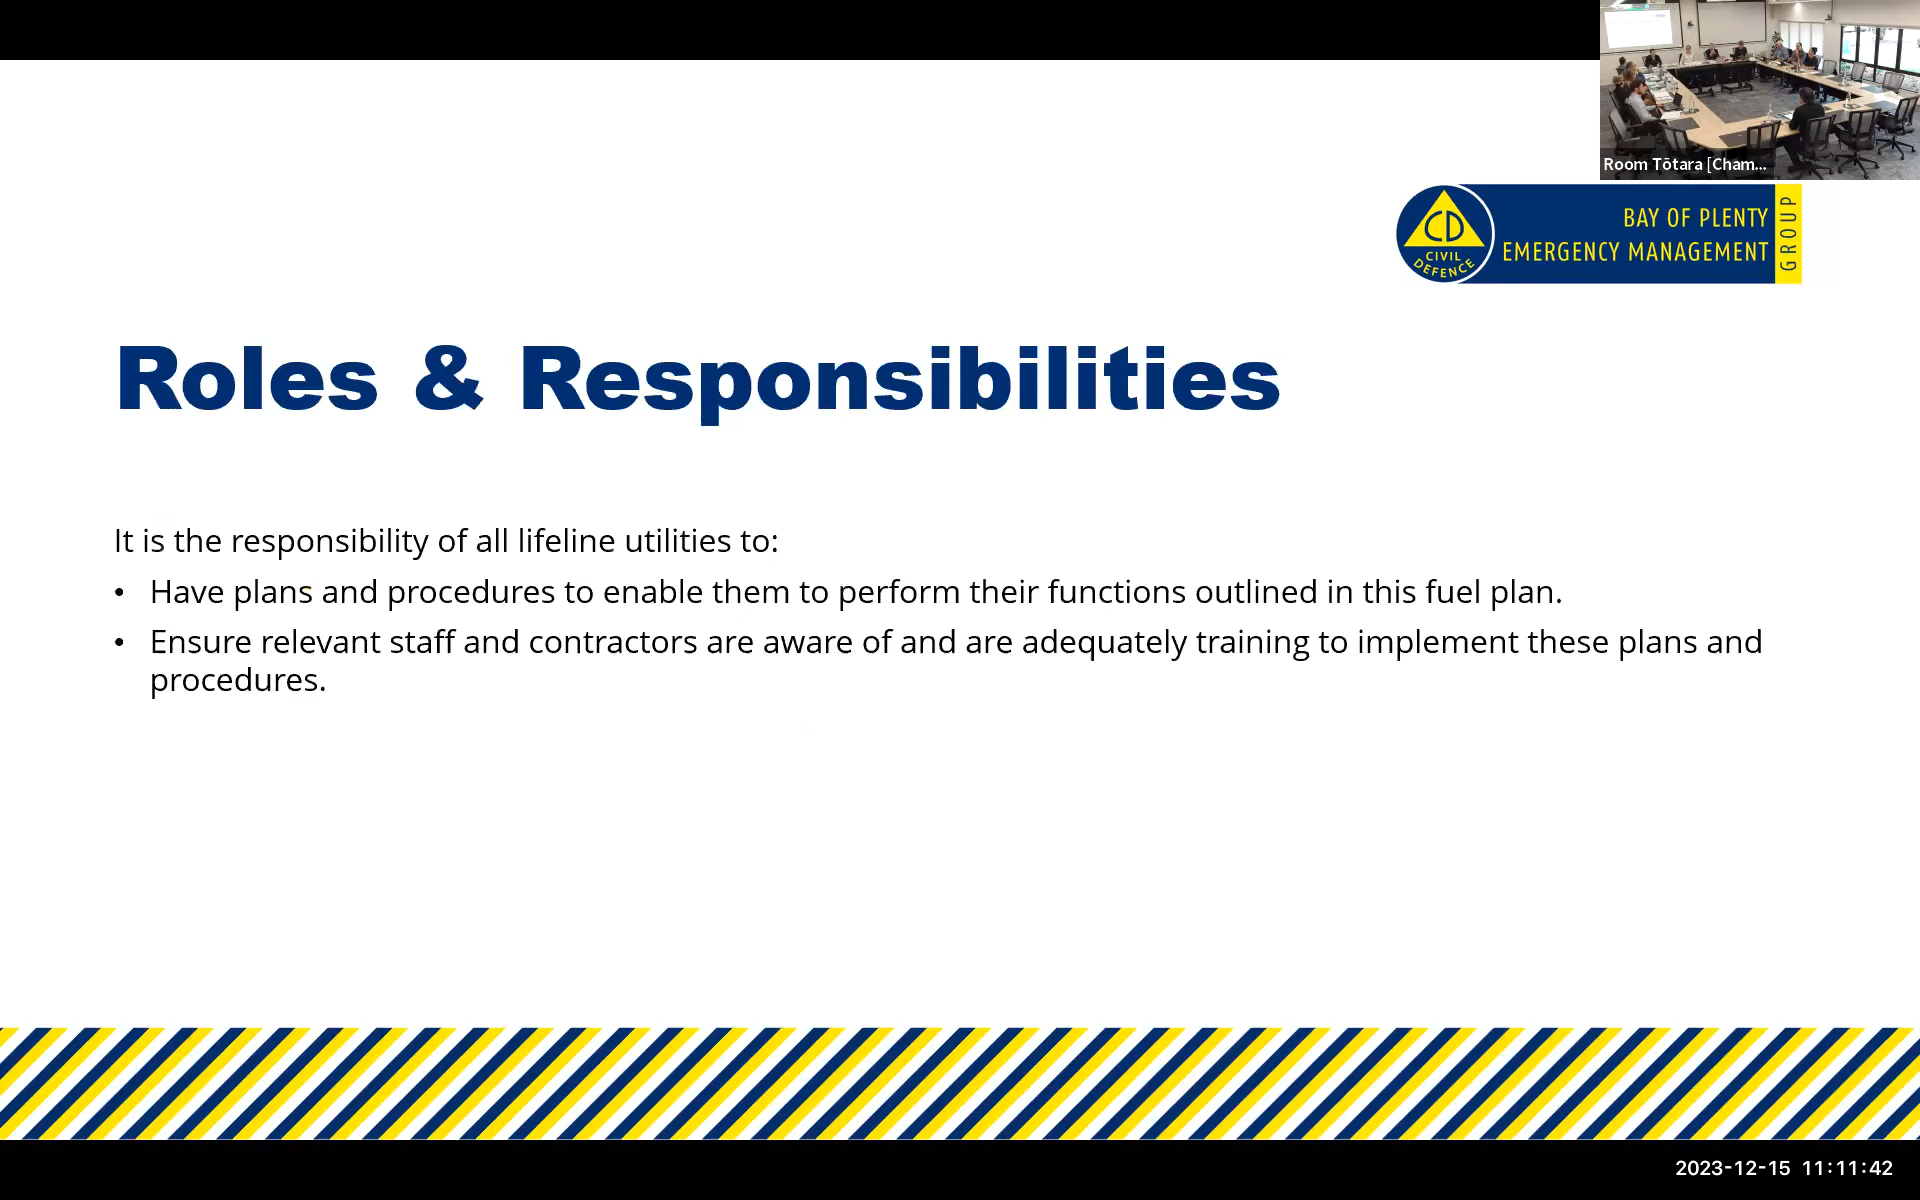 Room Tōtara [Cham...
CD
CIVIL
DEFENCE
BAY OF PLENTY
EMERGENCY MANAGEMENT
GROUP
Roles & Responsibilities
It is the responsibility of all lifeline utilities to:
• Have plans and procedures to enable them to perform their functions outlined in this fuel plan.
• Ensure relevant staff and contractors are aware of and are adequately training to implement these plans and
procedures.
2023-12-15 11:11:42